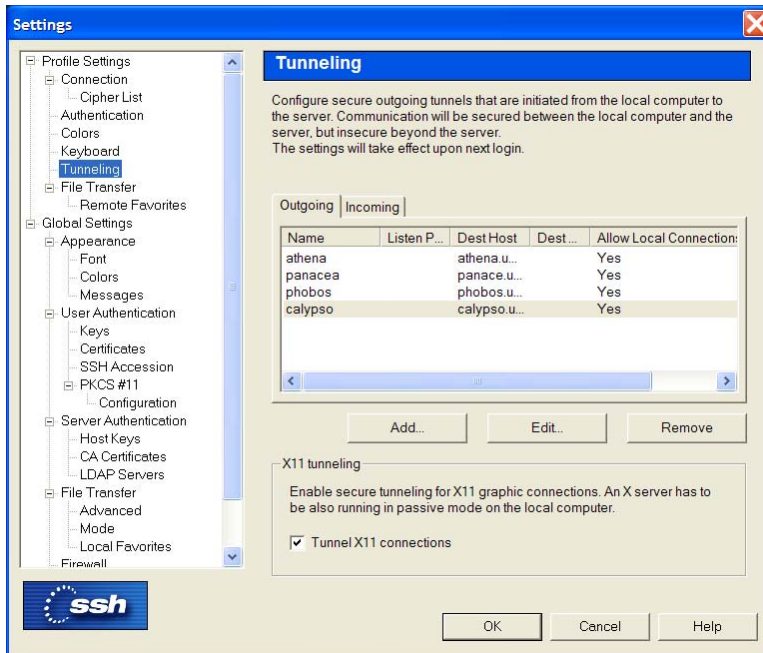 Settings
Profile Settings
Connection
Cipher List
Authentication
Colors
Keyboard
Tunneling
File Transfer
Remote Favorites
Global Settings
Appearance
Font
Colors
Messages
User Authentication
Keys
Certificates
SSH Accession
PKCS #11
Configuration
Server Authentication
Host Keys
CA Certificates
LDAP Servers
File Transfer
Advanced
Mode
Local Favorites
Firewall
ssh
Tunneling
Configure secure outgoing tunnels that are initiated from the local computer to
the server. Communication will be secured between the local computer and the
server, but insecure beyond the server.
The settings will take effect upon next login.
Outgoing Incoming
Name Listen P... Dest Host Dest ... Allow Local Connections
athena athena.u... Yes
panacea panace.u... Yes
phobos phobos.u... Yes
calypso calypso.u... Yes
Add... Edit... Remove
X11 tunneling
Enable secure tunneling for X11 graphic connections. An X server has to
be also running in passive mode on the local computer.
Tunnel X11 connections
OK Cancel Help